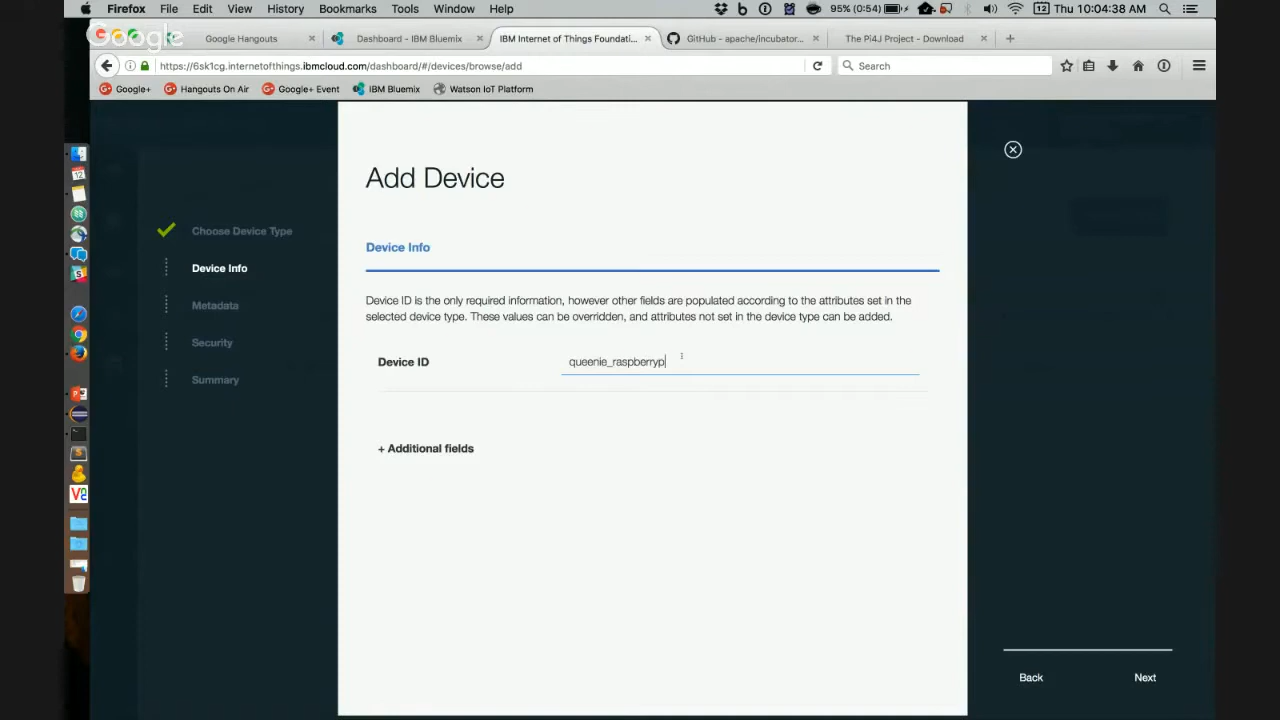 Firefox File Edit View History Bookmarks Tools Window Help 95% (0:54) 12 Thu 10:04:38 AM
Google
Google Hangouts Dashboard - IBM Bluemix IBM Internet of Things Foundati... GitHub - apache/incubator... The Pi4J Project - Download
https://6sk1cg.internetofthings.ibmcloud.com/dashboard/#/devices/browse/add Search
Google+ Hangouts On Air Google+ Event IBM Bluemix Watson IoT Platform
Add Device
Choose Device Type
Device Info
Metadata
Security
Summary
Device Info
Device ID is the only required information, however other fields are populated according to the attributes set in the
selected device type. These values can be overridden, and attributes not set in the device type can be added.
Device ID queenie_raspberryp
+ Additional fields
Back Next